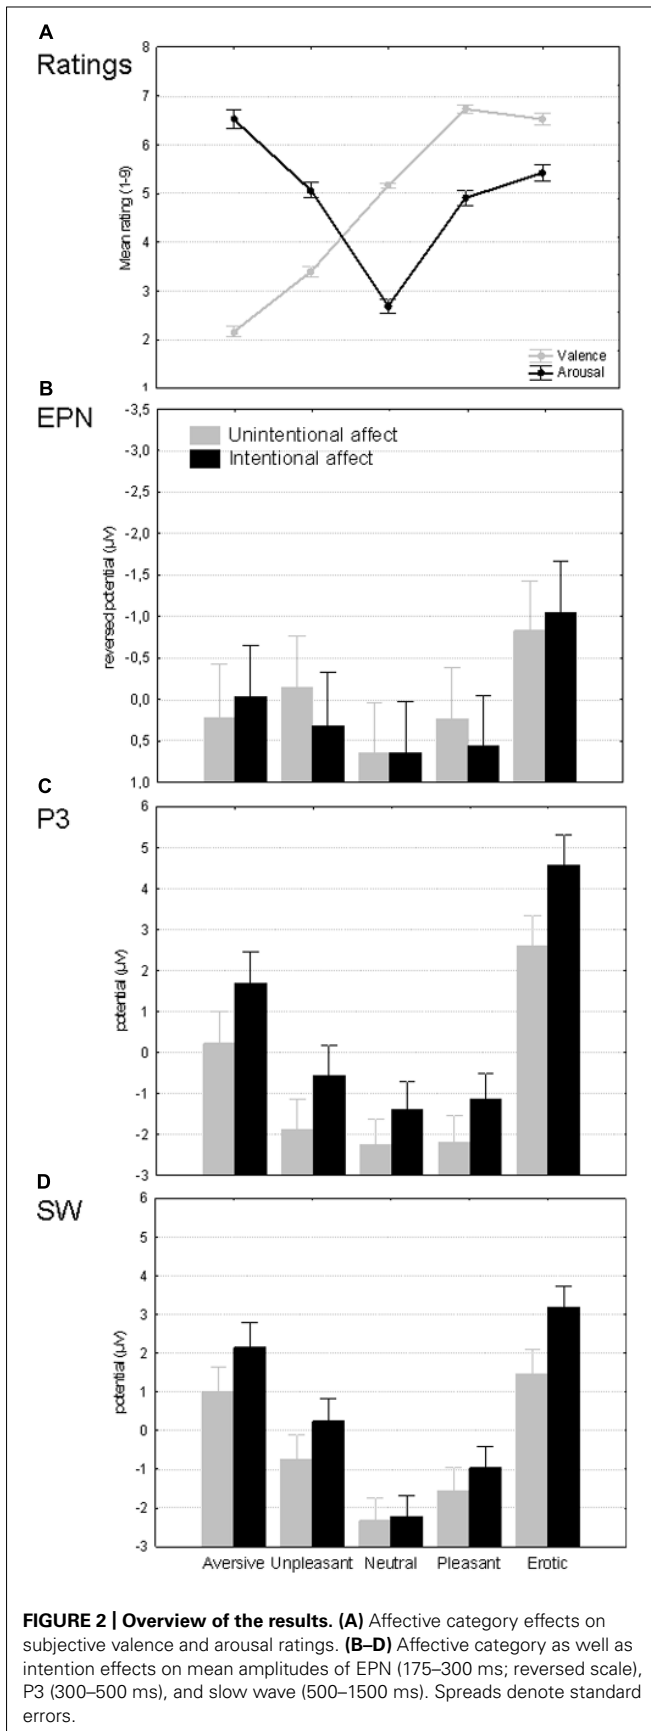 A
Ratings
8
7
6
5
4
3
2
1
Mean rating (1-9)
Valence
Arousal
B
EPN
-3,5
-3,0
-2,5
-2,0
-1,5
-1,0
-0,5
0,0
0,5
1,0
reversed potential (µV)
Unintentional affect
Intentional affect
C
P3
6
5
4
3
2
1
0
-1
-2
-3
potential (µV)
D
SW
6
5
4
3
2
1
0
-1
-2
-3
potential (µV)
Aversive Unpleasant Neutral Pleasant Erotic
FIGURE 2 | Overview of the results. (A) Affective category effects on
subjective valence and arousal ratings. (B–D) Affective category as well as
intention effects on mean amplitudes of EPN (175–300 ms; reversed scale),
P3 (300–500 ms), and slow wave (500–1500 ms). Spreads denote standard
errors.